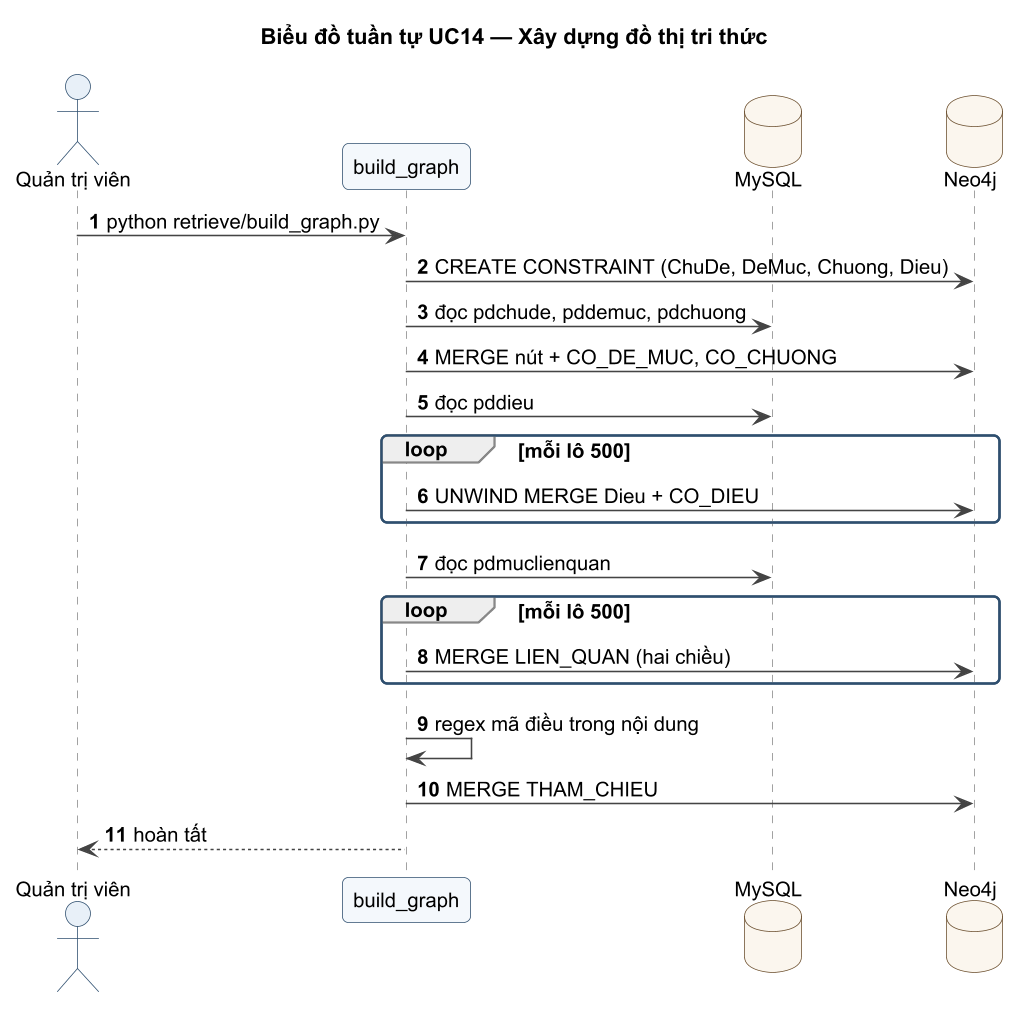 Biểu đồ tuần tự UC14 — Xây dựng đồ thị tri thức
Quản trị viên
build_graph
MySQL
Neo4j
1 python retrieve/build_graph.py
2 CREATE CONSTRAINT (ChuDe, DeMuc, Chuong, Dieu)
3 đọc pdchude, pddemuc, pdchuong
4 MERGE nút + CO_DE_MUC, CO_CHUONG
5 đọc pddieu
loop [mỗi lô 500]
6 UNWIND MERGE Dieu + CO_DIEU
7 đọc pdmuclienquan
loop [mỗi lô 500]
8 MERGE LIEN_QUAN (hai chiều)
9 regex mã điều trong nội dung
10 MERGE THAM_CHIEU
11 hoàn tất
Quản trị viên
build_graph
MySQL
Neo4j